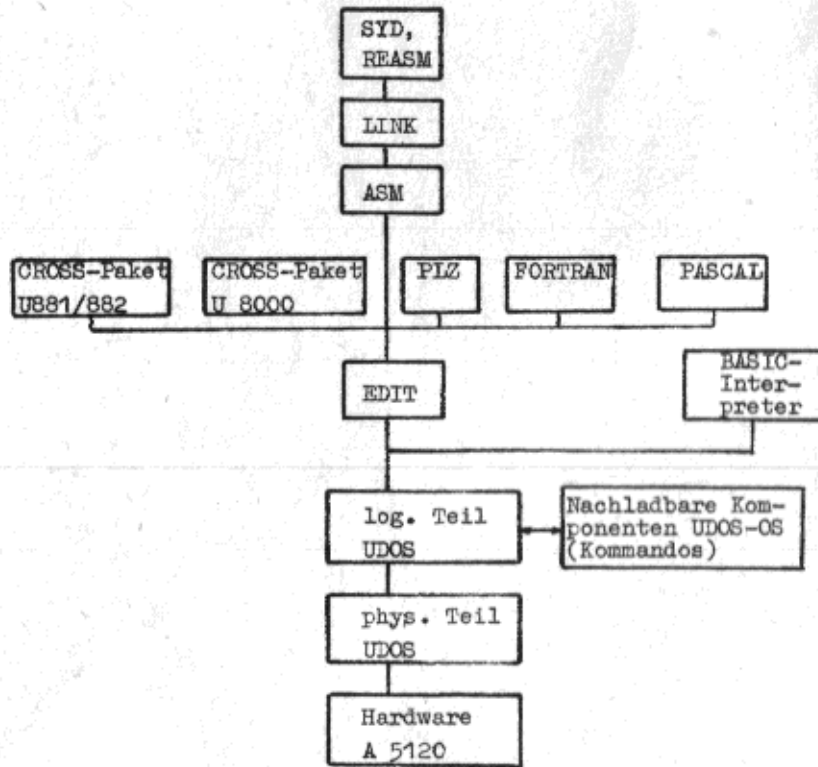 SYD,
REASM
LINK
ASM
CROSS-Paket
U881/882
CROSS-Paket
U 8000
PLZ
FORTRAN
PASCAL
EDIT
BASIC-
Inter-
preter
log. Teil
UDOS
Nachladbare Kom-
ponenten UDOS-OS
(Kommandos)
phys. Teil
UDOS
Hardware
A 5120